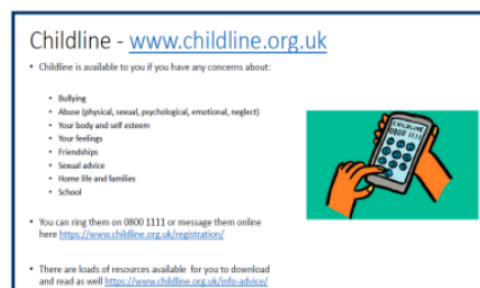 Childline - www.childline.org.uk
• Childline is available to you if you have any concerns about:
• Bullying
• Abuse (physical, sexual, psychological, emotional, neglect)
• Your body and self esteem
• Your feelings
• Friendships
• Sexual advice
• Home life and families
• School
CHILDLINE
0800 1111
• You can ring them on 0800 1111 or message them online
here https://www.childline.org.uk/registration/
• There are loads of resources available for you to download
and read as well https://www.childline.org.uk/info-advice/